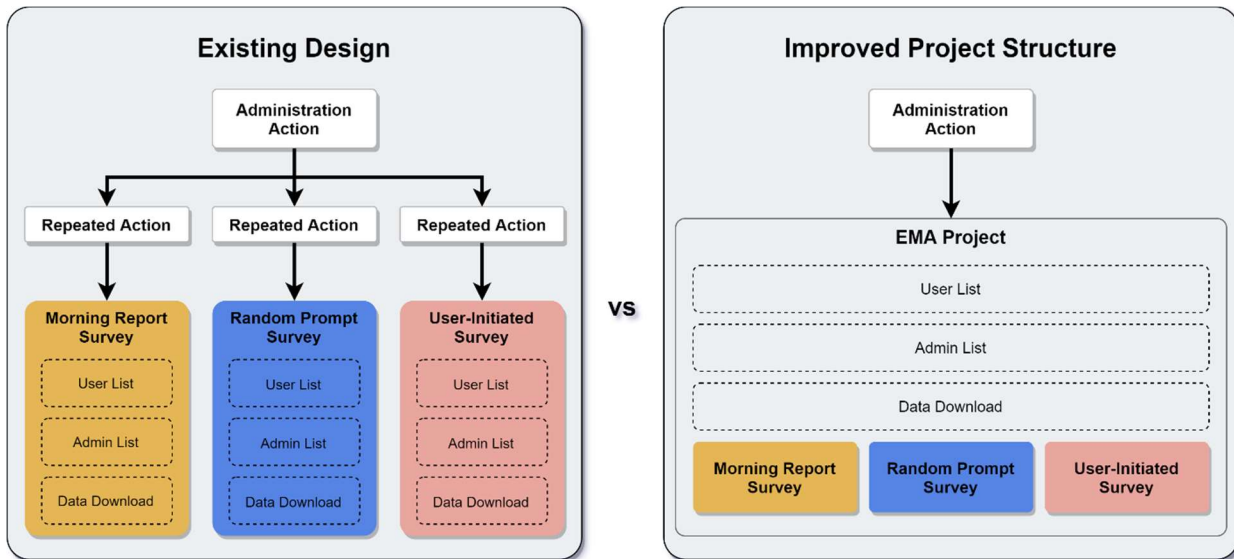 Existing Design
Administration
Action
Repeated Action
Repeated Action
Repeated Action
Morning Report
Survey
User List
Admin List
Data Download
Random Prompt
Survey
User List
Admin List
Data Download
User-Initiated
Survey
User List
Admin List
Data Download
vs
Improved Project Structure
Administration
Action
EMA Project
User List
Admin List
Data Download
Morning Report
Survey
Random Prompt
Survey
User-Initiated
Survey